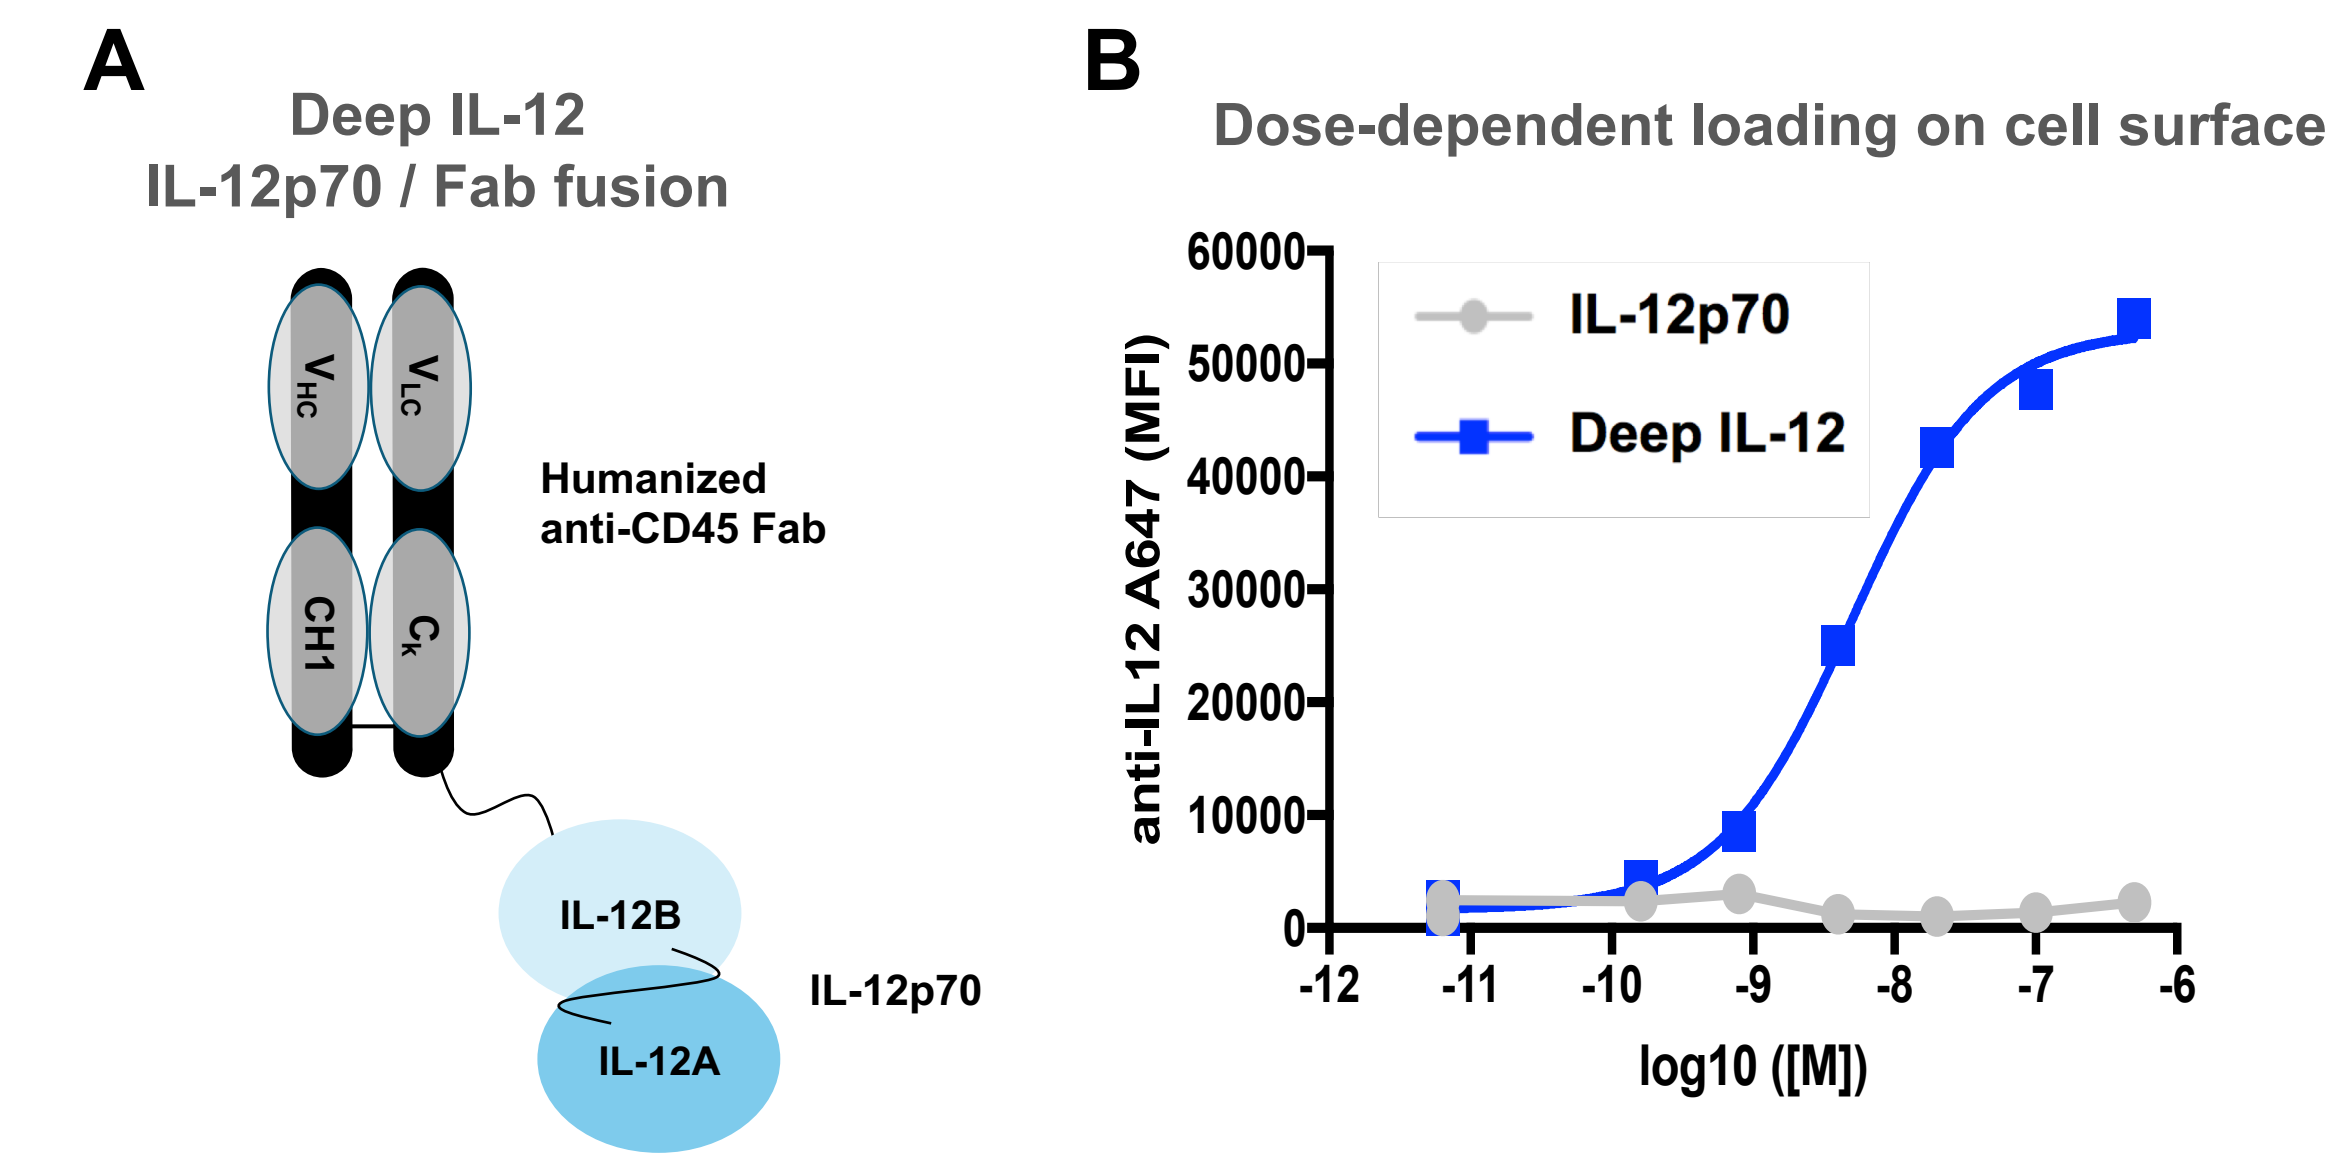 A
Deep IL-12
IL-12p70 / Fab fusion
VHC
VLC
CH1
Ck
Humanized
anti-CD45 Fab
IL-12B
IL-12A
IL-12p70
B
Dose-dependent loading on cell surface
anti-IL12 A647 (MFI)
60000
50000
40000
30000
20000
10000
0
IL-12p70
Deep IL-12
-12
-11
-10
-9
-8
-7
-6
log10 ([M])